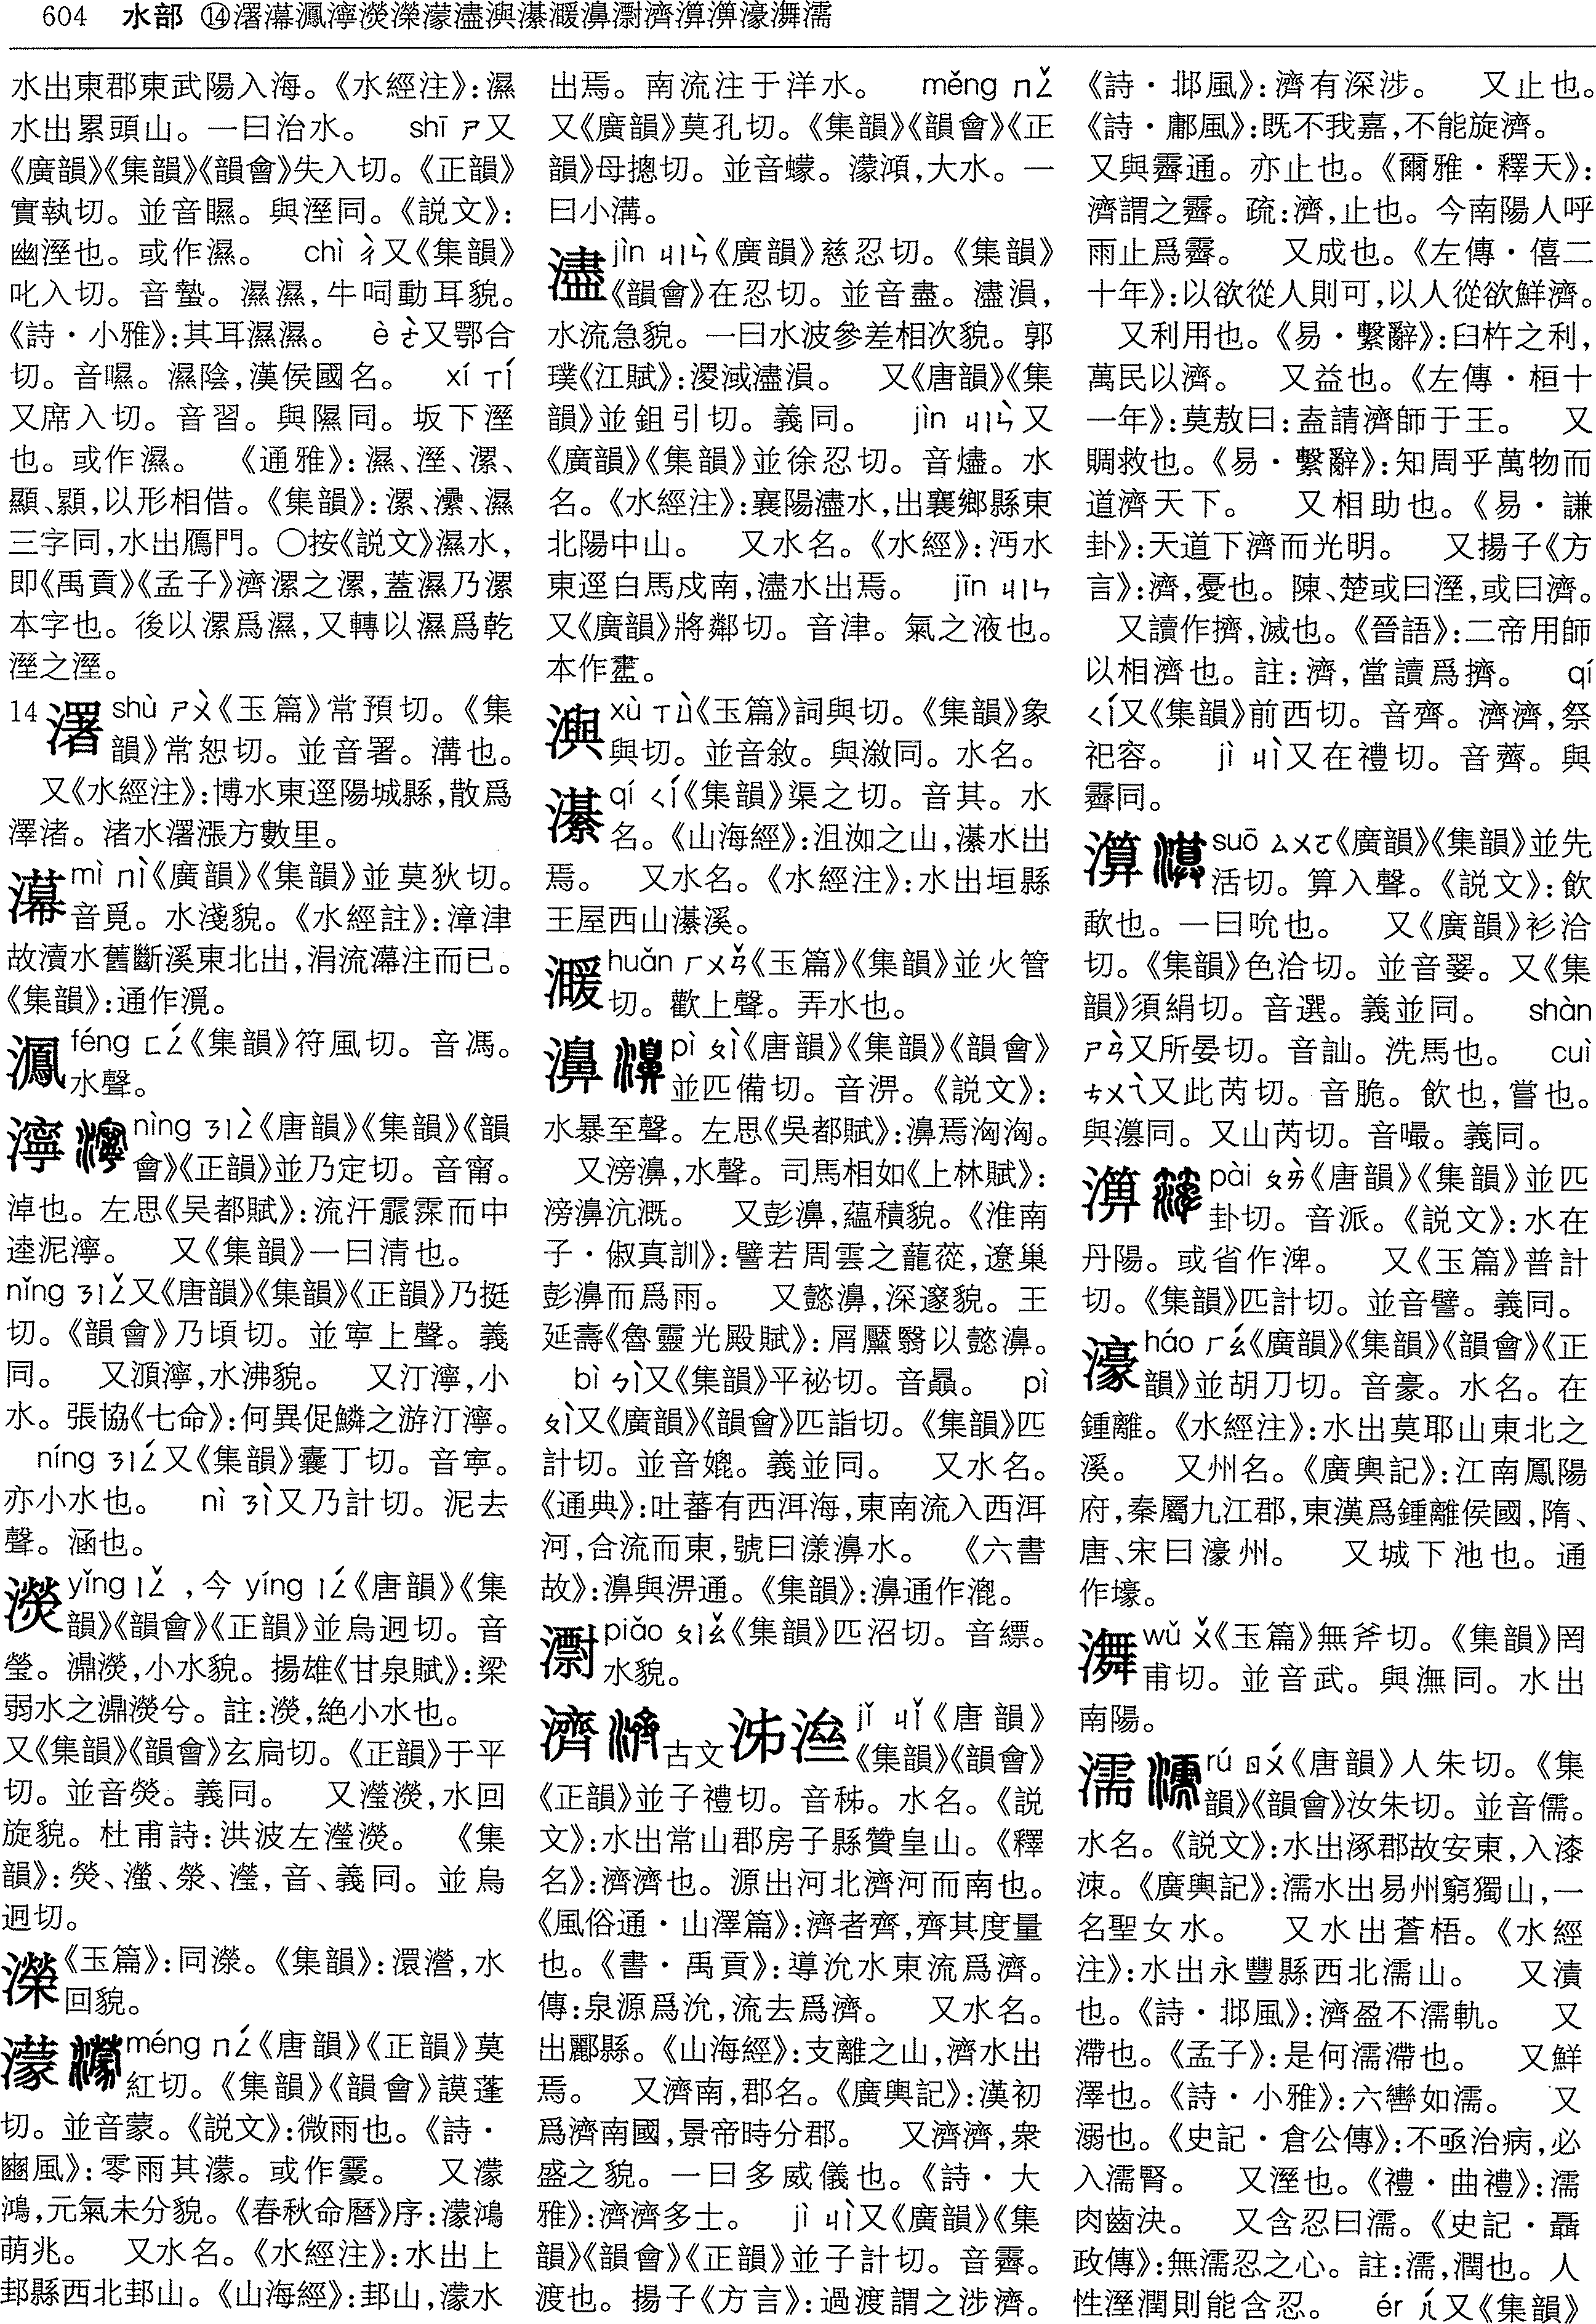 604 水部 ⑭濐濗灃濘濙濴濛濜㵰濝濣濞灪濟濥濠潕濡
水出東郡東武陽入海。《水經注》:濕
水出累頭山。一曰治水。 shī ㄕ又
《廣韻》《集韻》《韻會》失入切。《正韻》
實執切。並音㬤。與溼同。《説文》:
幽溼也。或作濕。 chì ㄔˋ又《集韻》
叱入切。音蟄。濕濕,牛呞動耳貌。
《詩·小雅》:其耳濕濕。 è ㄜˋ又鄂合
切。音㗁。濕陰,漢侯國名。 xí ㄒㄧˊ
又席入切。音習。與隰同。坂下溼
也。或作濕。 《通雅》:濕、溼、漯、
顯、㬎,以形相借。《集韻》:漯、灅、濕
三字同,水出鴈門。〇按《説文》濕水,
即《禹貢》《孟子》濟漯之漯,蓋濕乃漯
本字也。後以漯爲濕,又轉以濕爲乾
溼之溼。
14 濖 shù ㄕㄨˋ《玉篇》常預切。《集
韻》常恕切。並音署。溝也。
又《水經注》:博水東逕陽城縣,散爲
澤渚。渚水濖漲方數里。
mì ㄇㄧˋ《廣韻》《集韻》並莫狄切。
音覓。水淺貌。《水經註》:漳津
故瀆水舊斷溪東北出,涓流濗注而已。
《集韻》:通作㵋。
féng ㄈㄥˊ《集韻》符風切。音馮。
水聲。
濘 nìng ㄋㄧㄥˋ《唐韻》《集韻》《韻
會》《正韻》並乃定切。音甯。
淖也。左思《吴都賦》:流汗霢霂而中
逵泥濘。 又《集韻》一曰清也。
nǐng ㄋㄧㄥˇ又《唐韻》《集韻》《正韻》乃挺
切。《韻會》乃頃切。並寧上聲。義
同。 又濎濘,水沸貌。 又汀濘,小
水。張協《七命》:何異促鱗之游汀濘。
níng ㄋㄧㄥˊ又《集韻》囊丁切。音寧。
亦小水也。 nì ㄋㄧˋ又乃計切。泥去
聲。涵也。
濙 yǐng ㄧㄥˇ,今 yíng ㄧㄥˊ《唐韻》《集
韻》《韻會》《正韻》並烏迥切。音
瑩。濎濙,小水貌。揚雄《甘泉賦》:梁
弱水之濎濙兮。註:濙,絶小水也。
又《集韻》《韻會》玄扃切。《正韻》于平
切。並音熒。義同。 又瀅濙,水回
旋貌。杜甫詩:洪波左瀅濙。 《集
韻》:濙、瀯、滎、瀅,音、義同。並烏
迥切。
濴 《玉篇》:同濙。《集韻》:澴濴,水
回貌。
濛 méng ㄇㄥˊ《唐韻》《正韻》莫
紅切。《集韻》《韻會》謨蓬
切。並音蒙。《説文》:微雨也。《詩·
豳風》:零雨其濛。或作霥。 又濛
鴻,元氣未分貌。《春秋命曆》序:濛鴻
萌兆。 又水名。《水經注》:水出上
邽縣西北邽山。《山海經》:邽山,濛水
出焉。南流注于洋水。 měng ㄇㄥˇ
又《廣韻》莫孔切。《集韻》《韻會》《正
韻》母摠切。並音蠓。濛澒,大水。一
曰小溝。
濜 jìn ㄐㄧㄣˋ《廣韻》慈忍切。《集韻》
《韻會》在忍切。並音盡。濜溳,
水流急貌。一曰水波參差相次貌。郭
璞《江賦》:㴒淢濜溳。 又《唐韻》《集
韻》並鉏引切。義同。 jìn ㄐㄧㄣˋ又
《廣韻》《集韻》並徐忍切。音燼。水
名。《水經注》:襄陽濜水,出襄鄉縣東
北陽中山。 又水名。《水經》:沔水
東逕白馬戍南,濜水出焉。 jīn ㄐㄧㄣ
又《廣韻》將鄰切。音津。氣之液也。
本作衋。
㵰 xù ㄒㄩˋ《玉篇》詞與切。《集韻》象
與切。並音敘。與漵同。水名。
濝 qí ㄑㄧˊ《集韻》渠之切。音其。水
名。《山海經》:沮洳之山,濝水出
焉。 又水名。《水經注》:水出垣縣
王屋西山濝溪。
huǎn ㄏㄨㄢˇ《玉篇》《集韻》並火管
切。歡上聲。弄水也。
濞 pì ㄆㄧˋ《唐韻》《集韻》《韻會》
並匹備切。音淠。《説文》:
水暴至聲。左思《吳都賦》:濞焉洶洶。
又滂濞,水聲。司馬相如《上林賦》:
滂濞沆溉。 又彭濞,蘊積貌。《淮南
子·俶真訓》:譬若周雲之蘢蓯,遼巢
彭濞而爲雨。 又懿濞,深邃貌。王
延壽《魯靈光殿賦》:屑黶翳以懿濞。
bì ㄅㄧˋ又《集韻》平祕切。音贔。 pì
ㄆㄧˋ又《廣韻》《韻會》匹詣切。《集韻》匹
計切。並音媲。義並同。 又水名。
《通典》:吐蕃有西洱海,東南流入西洱
河,合流而東,號曰漾濞水。 《六書
故》:濞與淠通。《集韻》:濞通作㴰。
piǎo ㄆㄧㄠˇ《集韻》匹沼切。音縹。
水貌。
濟 古文 泲 jǐ ㄐㄧˇ《唐韻》
《集韻》《韻會》
《正韻》並子禮切。音秭。水名。《説
文》:水出常山郡房子縣贊皇山。《釋
名》:濟濟也。源出河北濟河而南也。
《風俗通·山澤篇》:濟者齊,齊其度量
也。《書·禹貢》:導沇水東流爲濟。
傳:泉源爲沇,流去爲濟。 又水名。
出酈縣。《山海經》:支離之山,濟水出
焉。 又濟南,郡名。《廣輿記》:漢初
爲濟南國,景帝時分郡。 又濟濟,衆
盛之貌。一曰多威儀也。《詩·大
雅》:濟濟多士。 jì ㄐㄧˋ又《廣韻》《集
韻》《韻會》《正韻》並子計切。音霽。
渡也。揚子《方言》:過渡謂之涉濟。
《詩·邶風》:濟有深涉。 又止也。
《詩·鄘風》:既不我嘉,不能旋濟。
又與霽通。亦止也。《爾雅·釋天》:
濟謂之霽。疏:濟,止也。今南陽人呼
雨止爲霽。 又成也。《左傳·僖二
十年》:以欲從人則可,以人從欲鮮濟。
又利用也。《易·繫辭》:臼杵之利,
萬民以濟。 又益也。《左傳·桓十
一年》:莫敖曰:盍請濟師于王。 又
賙救也。《易·繫辭》:知周乎萬物而
道濟天下。 又相助也。《易·謙
卦》:天道下濟而光明。 又揚子《方
言》:濟,憂也。陳、楚或曰溼,或曰濟。
又讀作擠,滅也。《晉語》:二帝用師
以相濟也。註:濟,當讀爲擠。 qí
ㄑㄧˊ又《集韻》前西切。音齊。濟濟,祭
祀容。 jì ㄐㄧˋ又在禮切。音薺。與
霽同。
suō ㄙㄨㄛ《廣韻》《集韻》並先
活切。算入聲。《説文》:飲
歃也。一曰吮也。 又《廣韻》衫洽
切。《集韻》色洽切。並音翣。又《集
韻》須絹切。音選。義並同。 shàn
ㄕㄢˋ又所晏切。音訕。洗馬也。 cuì
ㄘㄨㄟˋ又此芮切。音脆。飲也,嘗也。
與㵪同。又山芮切。音㗔。義同。
pài ㄆㄞˋ《唐韻》《集韻》並匹
卦切。音派。《説文》:水在
丹陽。或省作渒。 又《玉篇》普計
切。《集韻》匹計切。並音譬。義同。
濠 háo ㄏㄠˊ《廣韻》《集韻》《韻會》《正
韻》並胡刀切。音豪。水名。在
鍾離。《水經注》:水出莫耶山東北之
溪。 又州名。《廣輿記》:江南鳳陽
府,秦屬九江郡,東漢爲鍾離侯國,隋、
唐、宋曰濠州。 又城下池也。通
作壕。
wǔ ㄨˇ《玉篇》無斧切。《集韻》罔
甫切。並音武。與潕同。水出
南陽。
濡 rú ㄖㄨˊ《唐韻》人朱切。《集
韻》《韻會》汝朱切。並音儒。
水名。《説文》:水出涿郡故安東,入漆
涑。《廣輿記》:濡水出易州窮獨山,一
名聖女水。 又水出蒼梧。《水經
注》:水出永豐縣西北濡山。 又漬
也。《詩·邶風》:濟盈不濡軌。 又
滯也。《孟子》:是何濡滯也。 又鮮
澤也。《詩·小雅》:六轡如濡。 又
溺也。《史記·倉公傳》:不亟治病,必
入濡腎。 又溼也。《禮·曲禮》:濡
肉齒決。 又含忍曰濡。《史記·聶
政傳》:無濡忍之心。註:濡,潤也。人
性溼潤則能含忍。 ér ㄦˊ又《集韻》